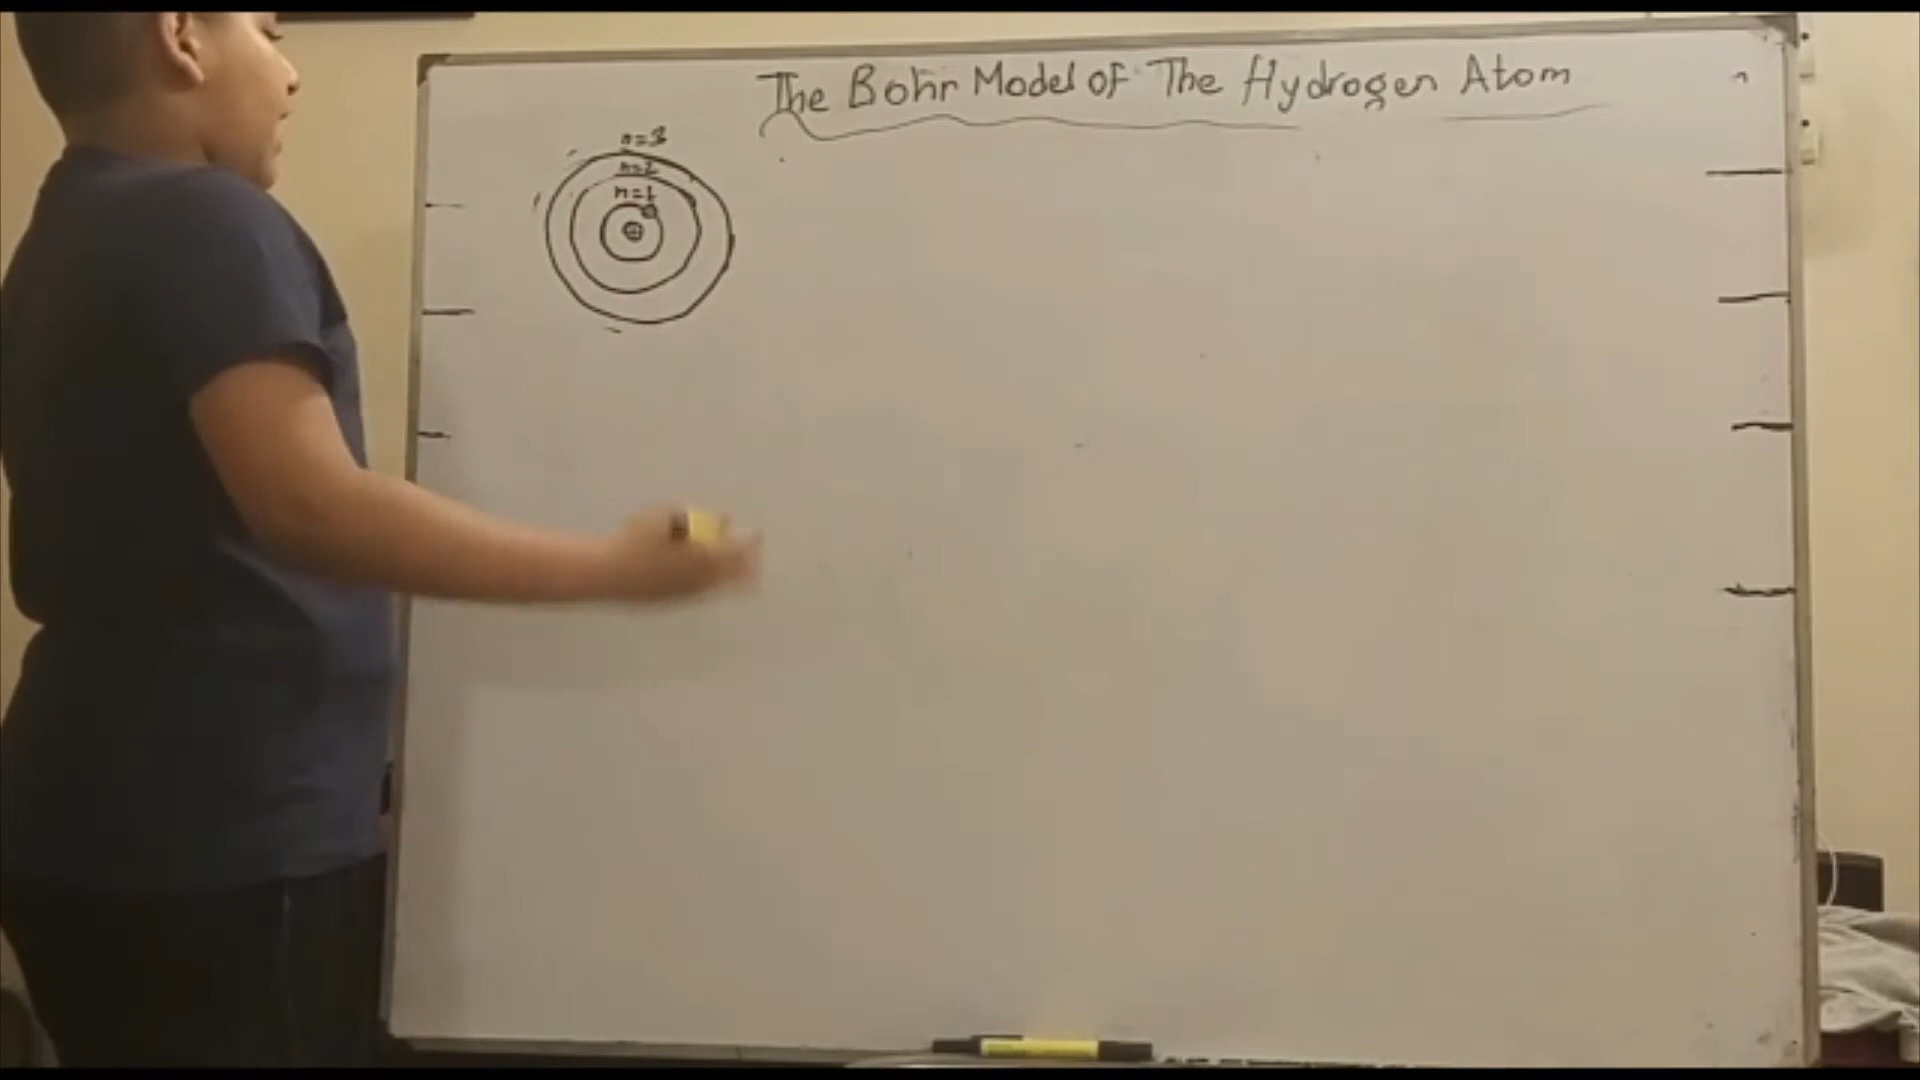 The Bohr Model of The Hydrogen Atom
n=3
n=2
n=1
+